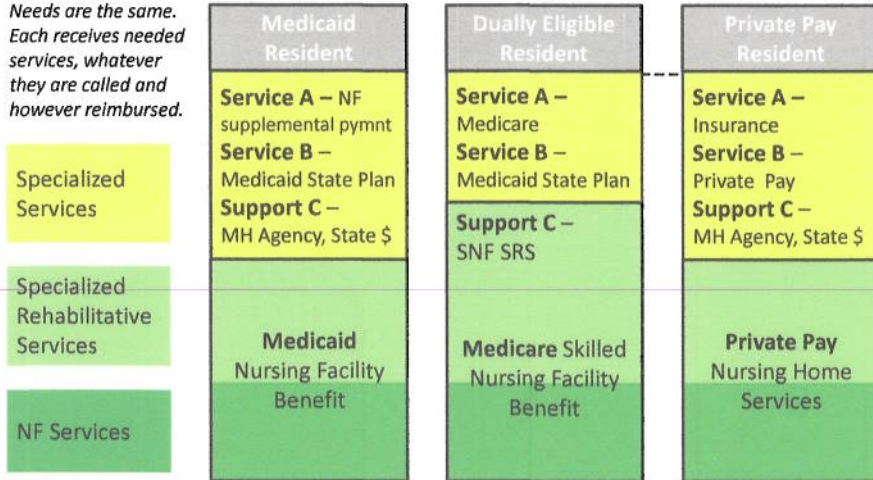 Needs are the same.
Each receives needed
services, whatever
they are called and
however reimbursed.
Specialized
Services
Specialized
Rehabilitative
Services
NF Services
Medicaid
Resident
Service A – NF
supplemental pymnt
Service B –
Medicaid State Plan
Support C –
MH Agency, State $
Medicaid
Nursing Facility
Benefit
Dually Eligible
Resident
Service A –
Medicare
Service B –
Medicaid State Plan
Support C –
SNF SRS
Medicare Skilled
Nursing Facility
Benefit
Private Pay
Resident
Service A –
Insurance
Service B –
Private Pay
Support C –
MH Agency, State $
Private Pay
Nursing Home
Services